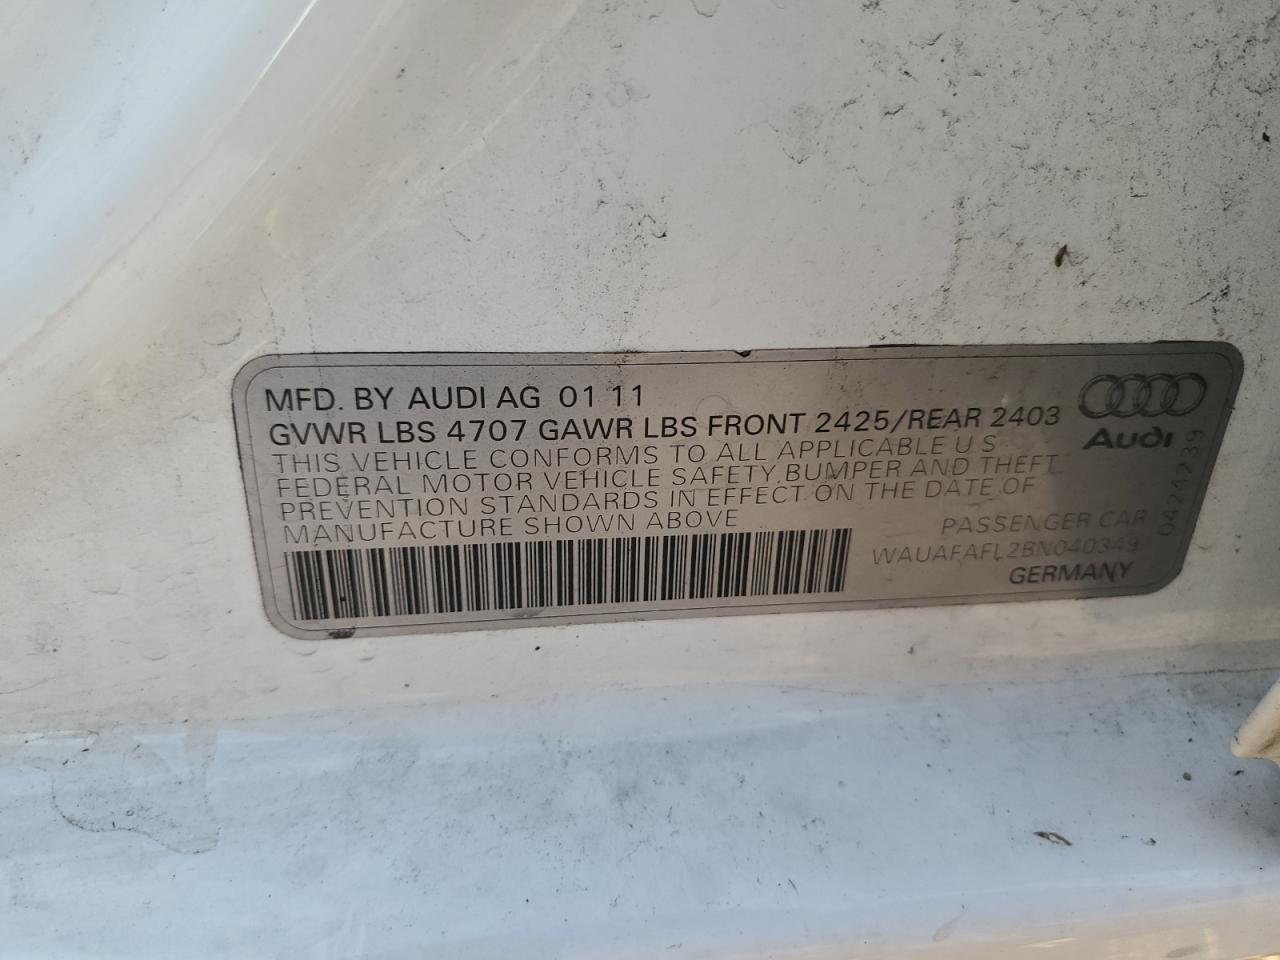 MFD. BY AUDI AG 01 11
GVWR LBS 4707 GAWR LBS FRONT 2425/REAR 2403
THIS VEHICLE CONFORMS TO ALL APPLICABLE U S
FEDERAL MOTOR VEHICLE SAFETY, BUMPER AND THEFT
PREVENTION STANDARDS IN EFFECT ON THE DATE OF
MANUFACTURE SHOWN ABOVE
Audi
0424239
PASSENGER CAR
WAUAFAFL2BN040349
GERMANY